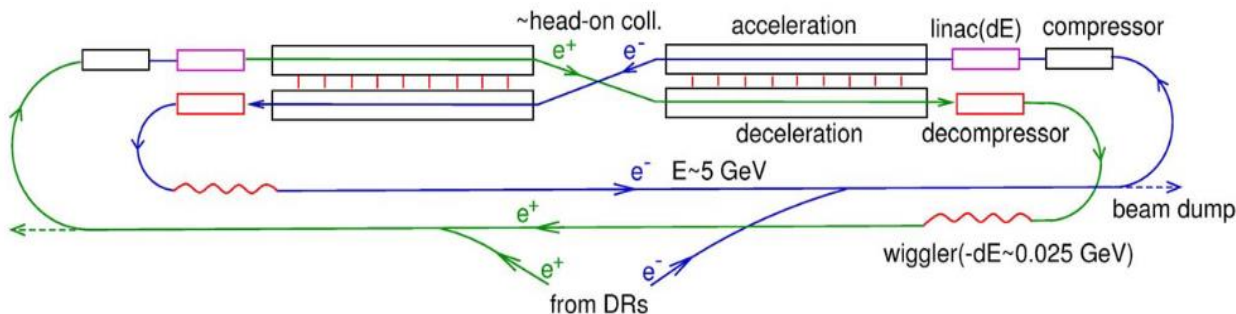 ~head-on coll.
acceleration
linac(dE)
compressor
e⁺
e⁻
deceleration
decompressor
e⁻
E~5 GeV
beam dump
e⁺
wiggler(-dE~0.025 GeV)
e⁺
e⁻
from DRs